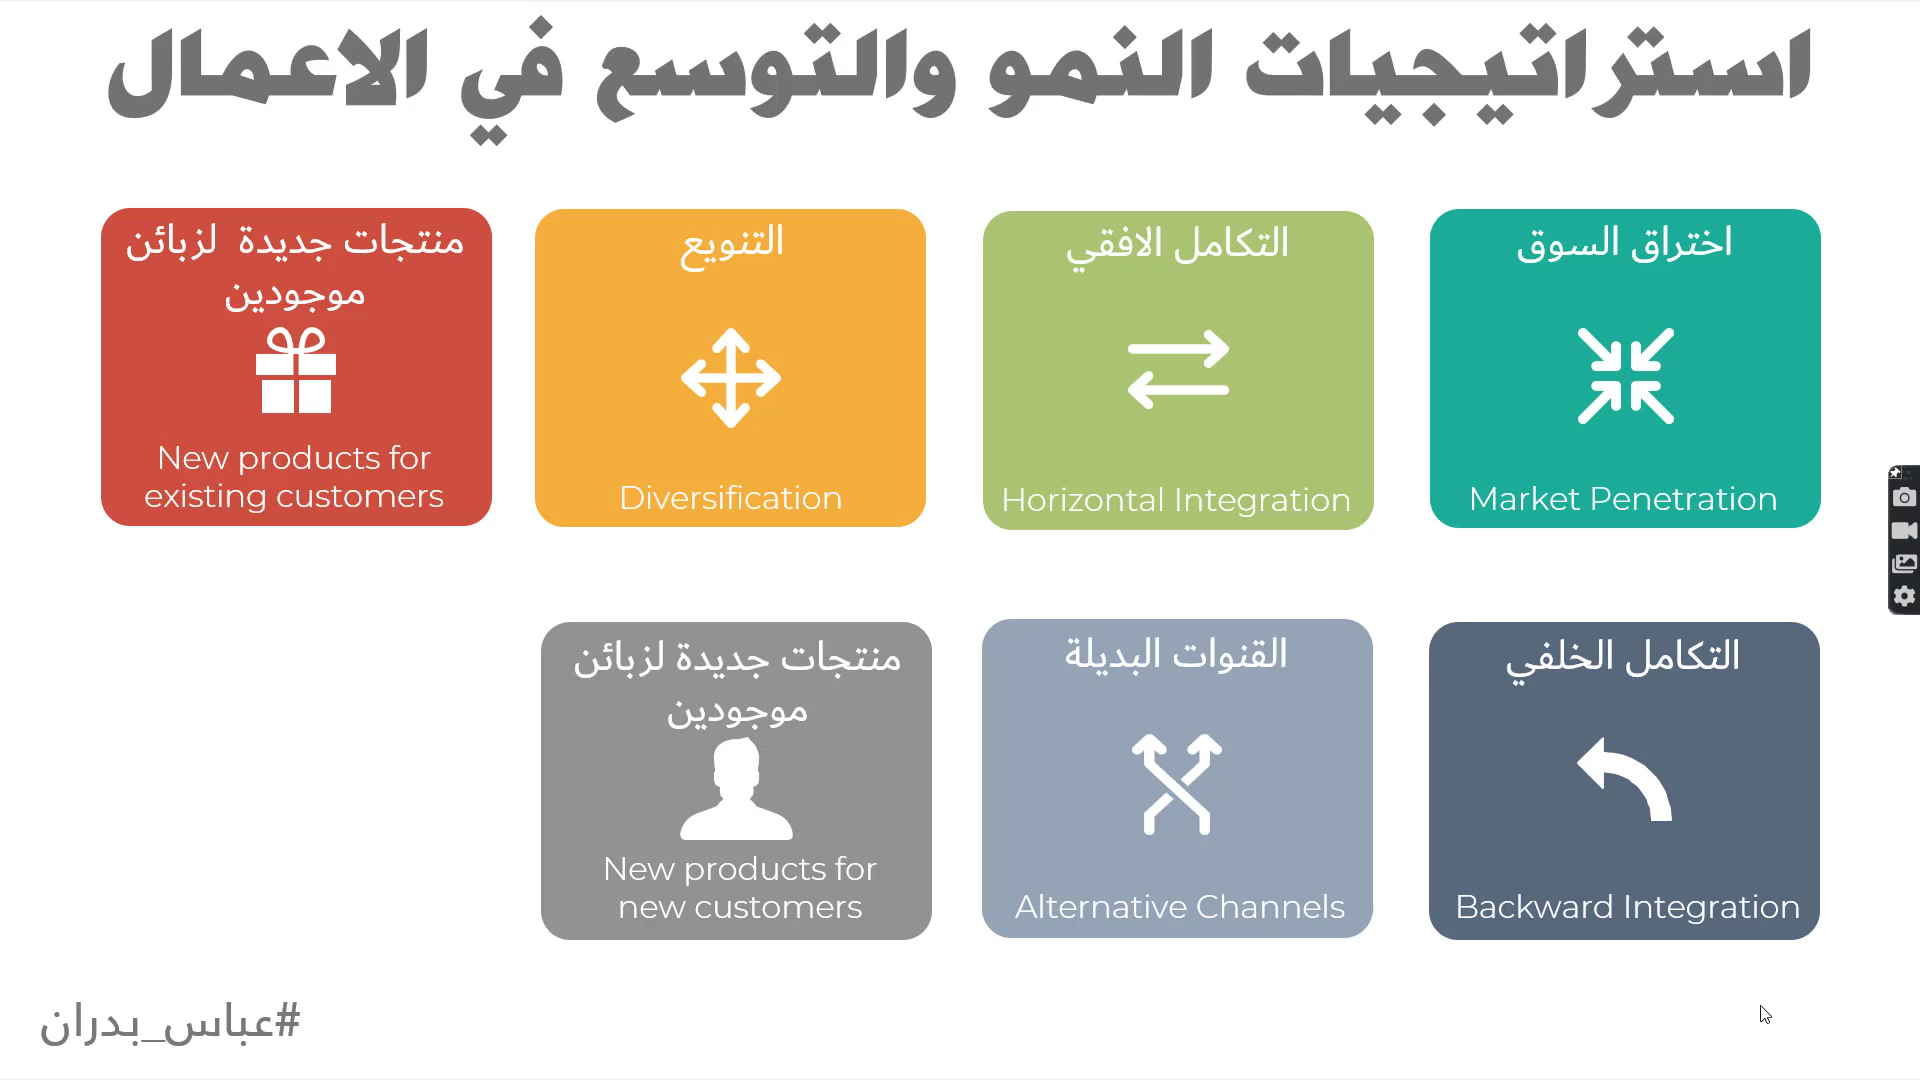 استراتيجيات النمو والتوسع في الاعمال
اختراق السوق
Market Penetration
التكامل الافقي
Horizontal Integration
التنويع
Diversification
منتجات جديدة لزبائن
موجودين
New products for
existing customers
التكامل الخلفي
Backward Integration
القنوات البديلة
Alternative Channels
منتجات جديدة لزبائن
موجودين
New products for
new customers
#عباس_بدران